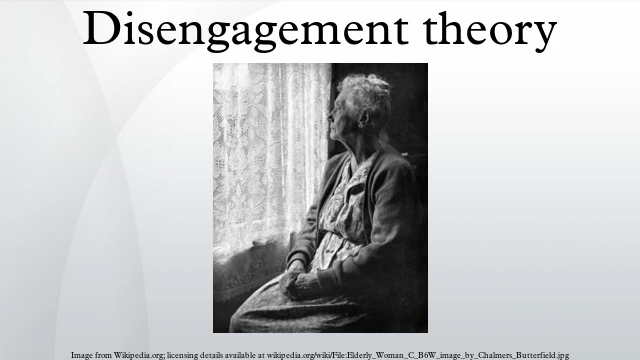 Disengagement theory
Image from Wikipedia.org; licensing details available at wikipedia.org/wiki/File:Elderly_Woman_C_B6W_image_by_Chalmers_Butterfield.jpg